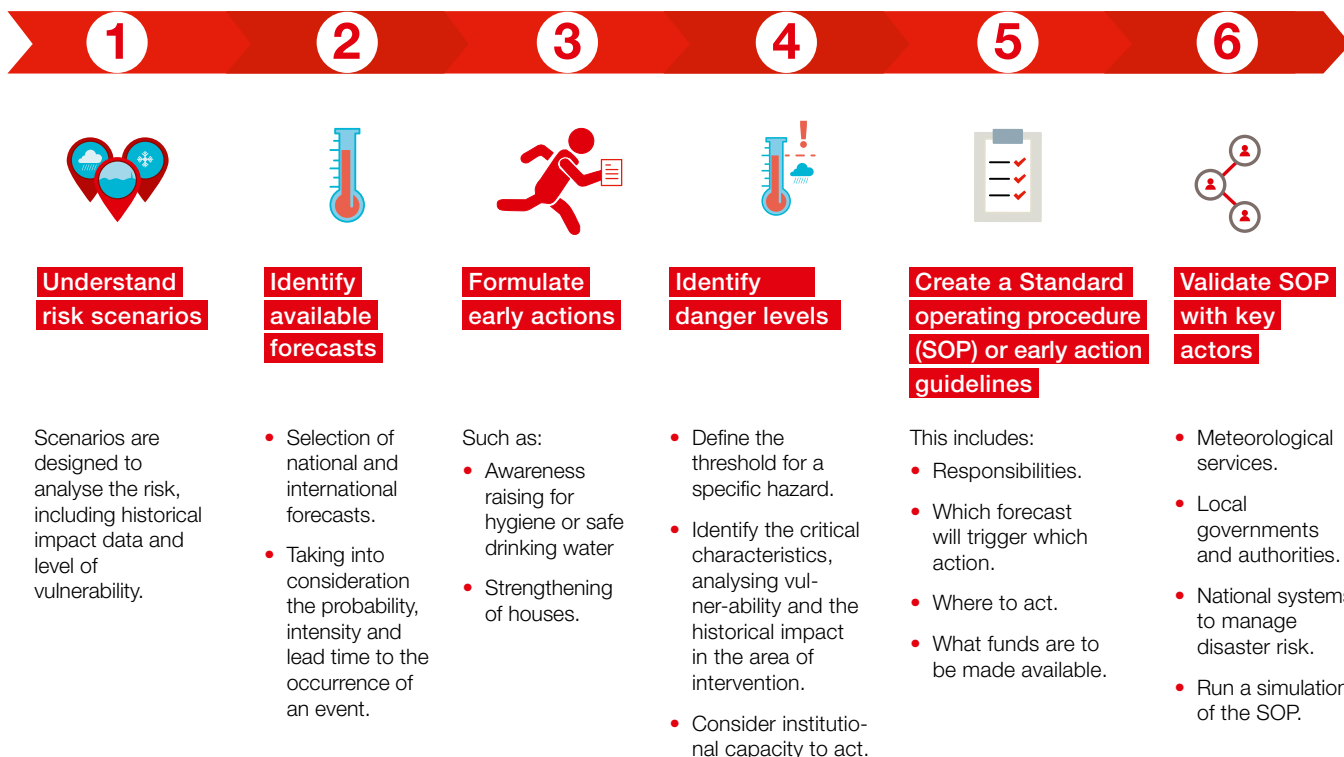 1
2
3
4
5
6
Understand
risk scenarios
Scenarios are
designed to
analyse the risk,
including historical
impact data and
level of
vulnerability.
Identify
available
forecasts
• Selection of
national and
international
forecasts.
• Taking into
consideration
the probability,
intensity and
lead time to the
occurrence of
an event.
Formulate
early actions
Such as:
• Awareness
raising for
hygiene or safe
drinking water
• Strengthening
of houses.
Identify
danger levels
• Define the
threshold for a
specific hazard.
• Identify the critical
characteristics,
analysing vul-
ner-ability and the
historical impact
in the area of
intervention.
• Consider institutio-
nal capacity to act.
Create a Standard
operating procedure
(SOP) or early action
guidelines
This includes:
• Responsibilities.
• Which forecast
will trigger which
action.
• Where to act.
• What funds are to
be made available.
Validate SOP
with key
actors
• Meteorological
services.
• Local
governments
and authorities.
• National systems
to manage
disaster risk.
• Run a simulation
of the SOP.